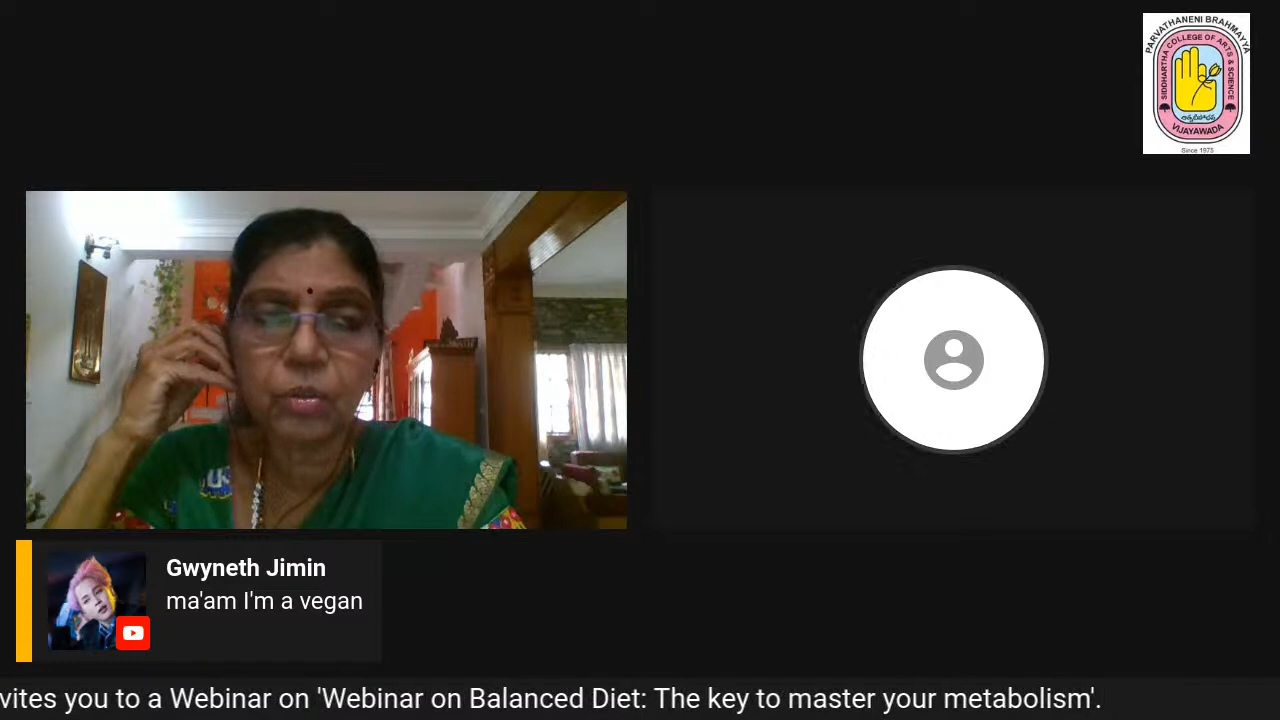 PARVATHANENI BRAHMAYYA
SIDDHARTHA COLLEGE OF ARTS & SCIENCE
VIJAYAWADA
Since 1975
Gwyneth Jimin
ma'am I'm a vegan
vites you to a Webinar on 'Webinar on Balanced Diet: The key to master your metabolism'.